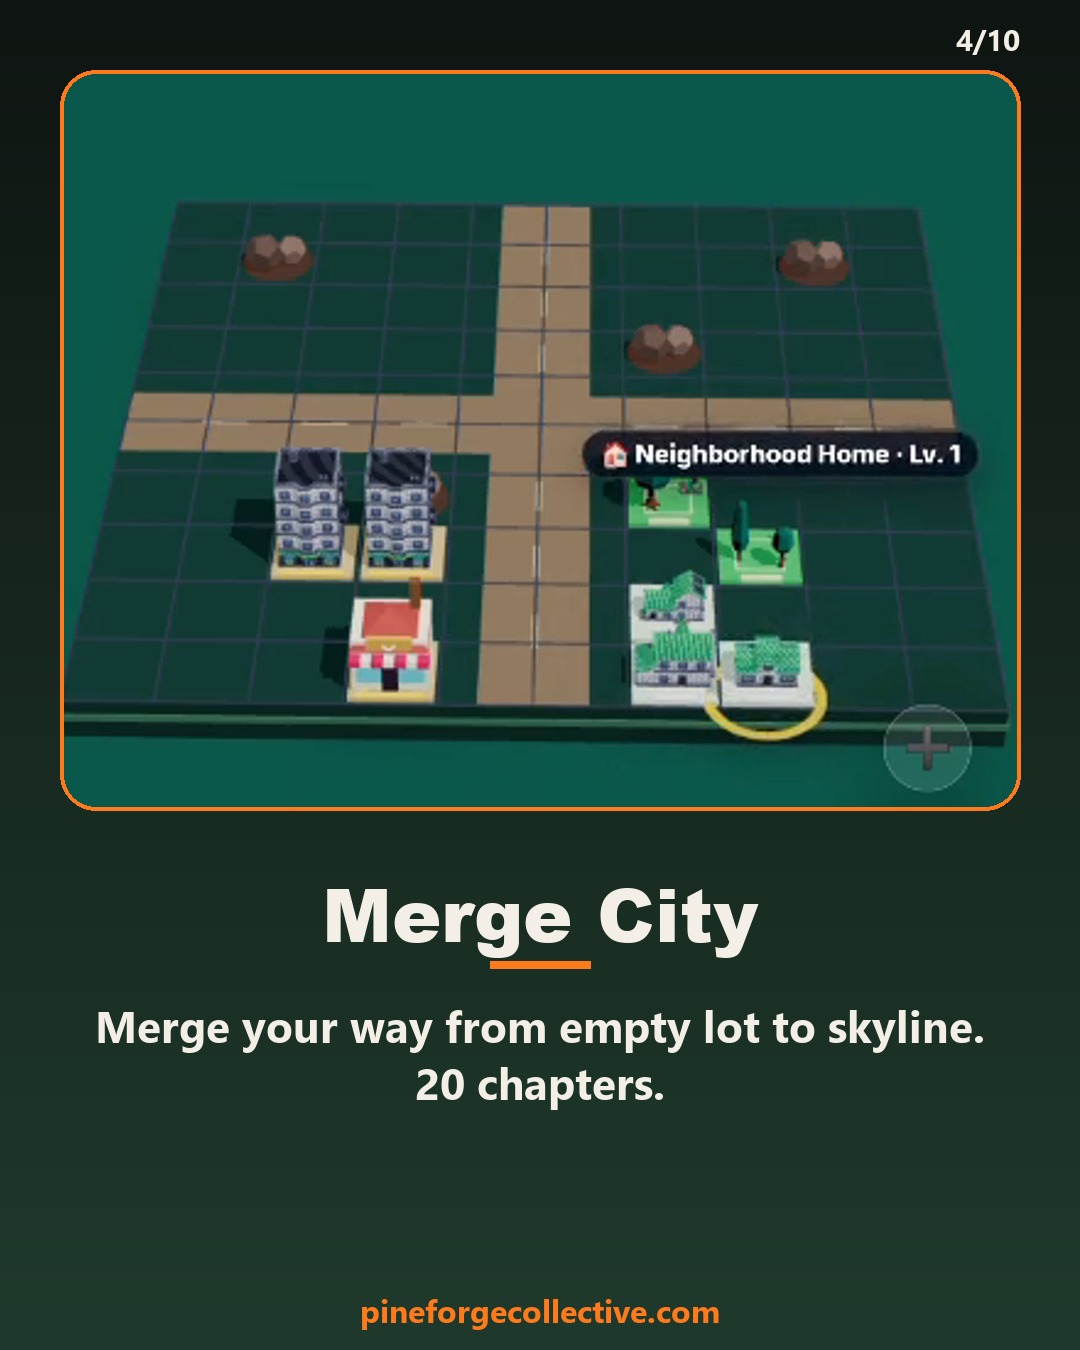 4/10
🏠 Neighborhood Home · Lv. 1
Merge City
Merge your way from empty lot to skyline.
20 chapters.
pineforgecollective.com